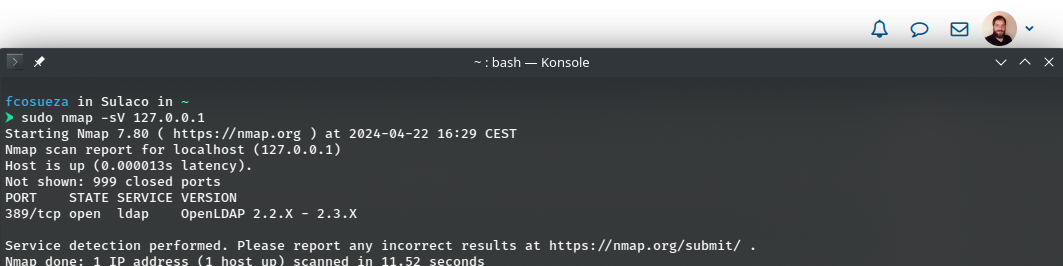 ~ : bash — Konsole
fcosueza in Sulaco in ~
sudo nmap -sV 127.0.0.1
Starting Nmap 7.80 ( https://nmap.org ) at 2024-04-22 16:29 CEST
Nmap scan report for localhost (127.0.0.1)
Host is up (0.000013s latency).
Not shown: 999 closed ports
PORT    STATE SERVICE VERSION
389/tcp open  ldap    OpenLDAP 2.2.X - 2.3.X
Service detection performed. Please report any incorrect results at https://nmap.org/submit/ .
Nmap done: 1 IP address (1 host up) scanned in 11.52 seconds